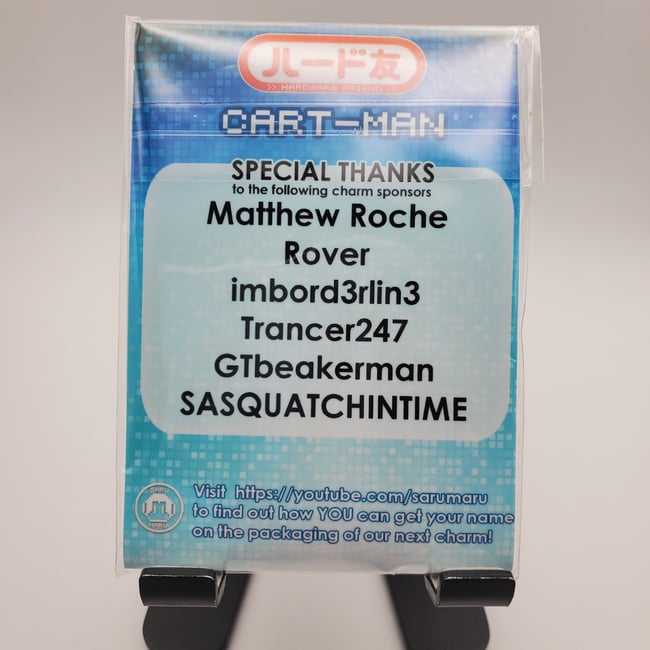 ハード友
>> HARDWARE FRIEND <<
CART-MAN
SPECIAL THANKS
to the following charm sponsors
Matthew Roche
Rover
imbord3rlin3
Trancer247
GTbeakerman
SASQUATCHINTIME
SARU
MARU
Visit https://youtube.com/sarumaru
to find out how YOU can get your name
on the packaging of our next charm!